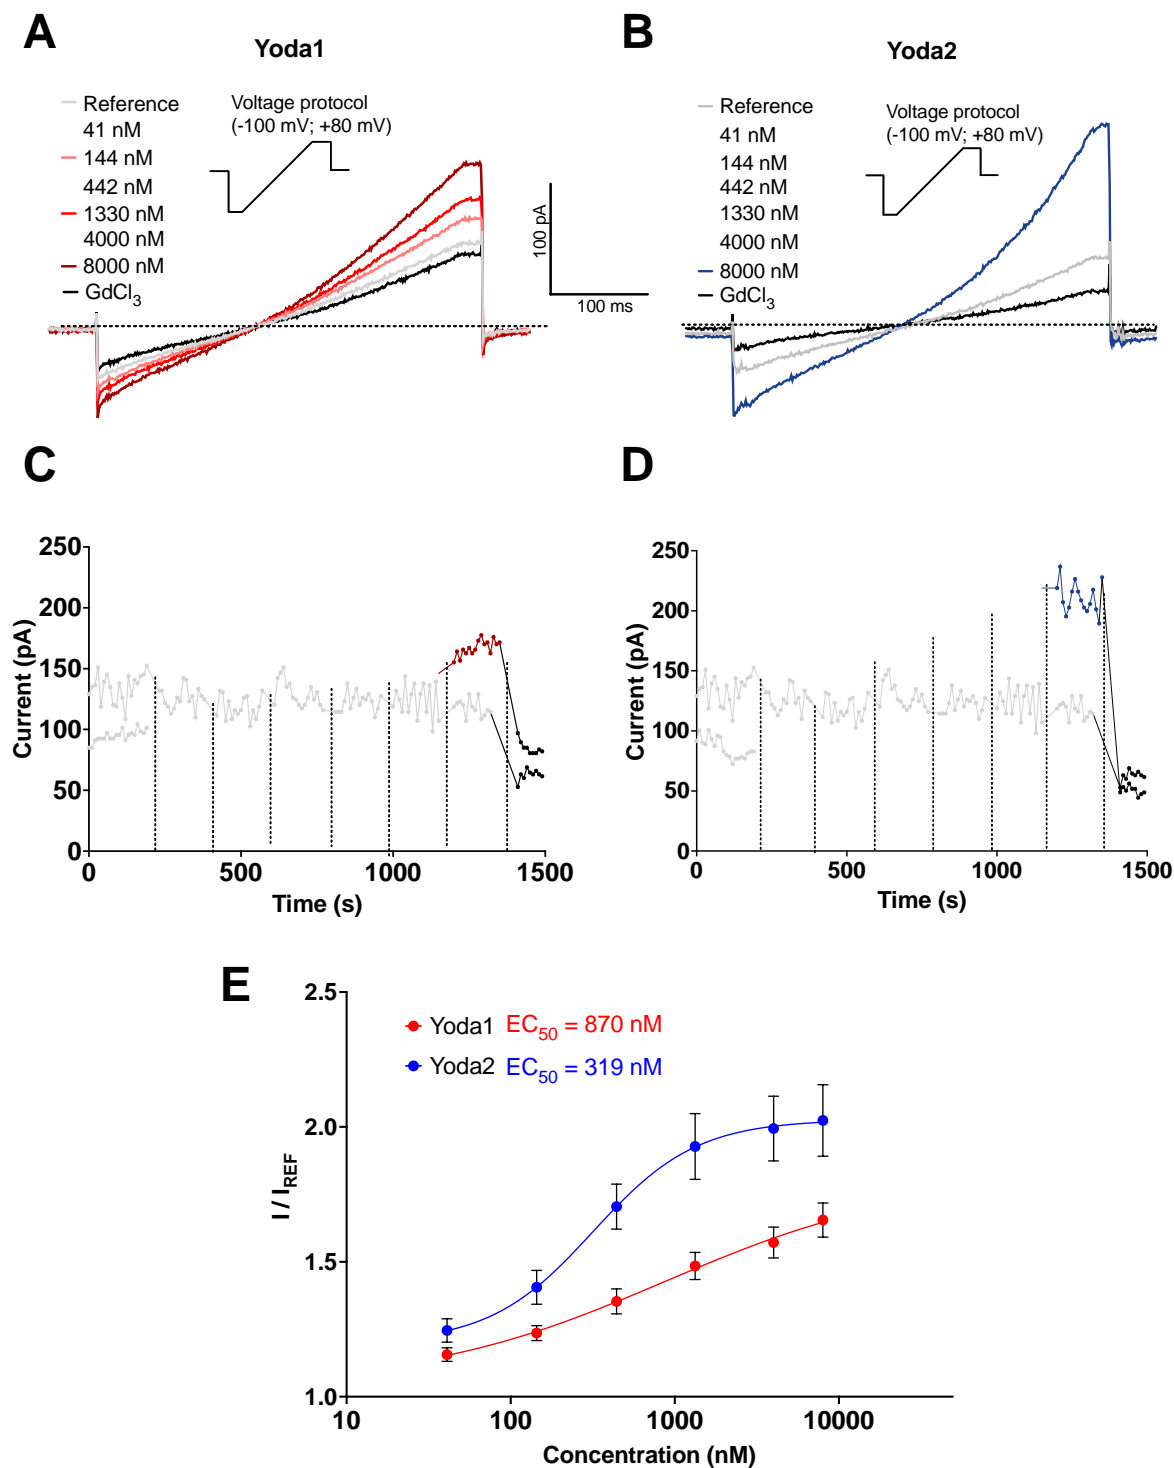 A
Yoda1
Reference
41 nM
144 nM
442 nM
1330 nM
4000 nM
8000 nM
GdCl3
Voltage protocol
(-100 mV; +80 mV)
100 pA
100 ms
B
Yoda2
Reference
41 nM
144 nM
442 nM
1330 nM
4000 nM
8000 nM
GdCl3
Voltage protocol
(-100 mV; +80 mV)
C
Current (pA)
250
200
150
100
50
0
0 500 1000 1500
Time (s)
D
Current (pA)
250
200
150
100
50
0
0 500 1000 1500
Time (s)
E
I / IREF
2.5
2.0
1.5
1.0
Yoda1 EC50 = 870 nM
Yoda2 EC50 = 319 nM
10 100 1000 10000
Concentration (nM)